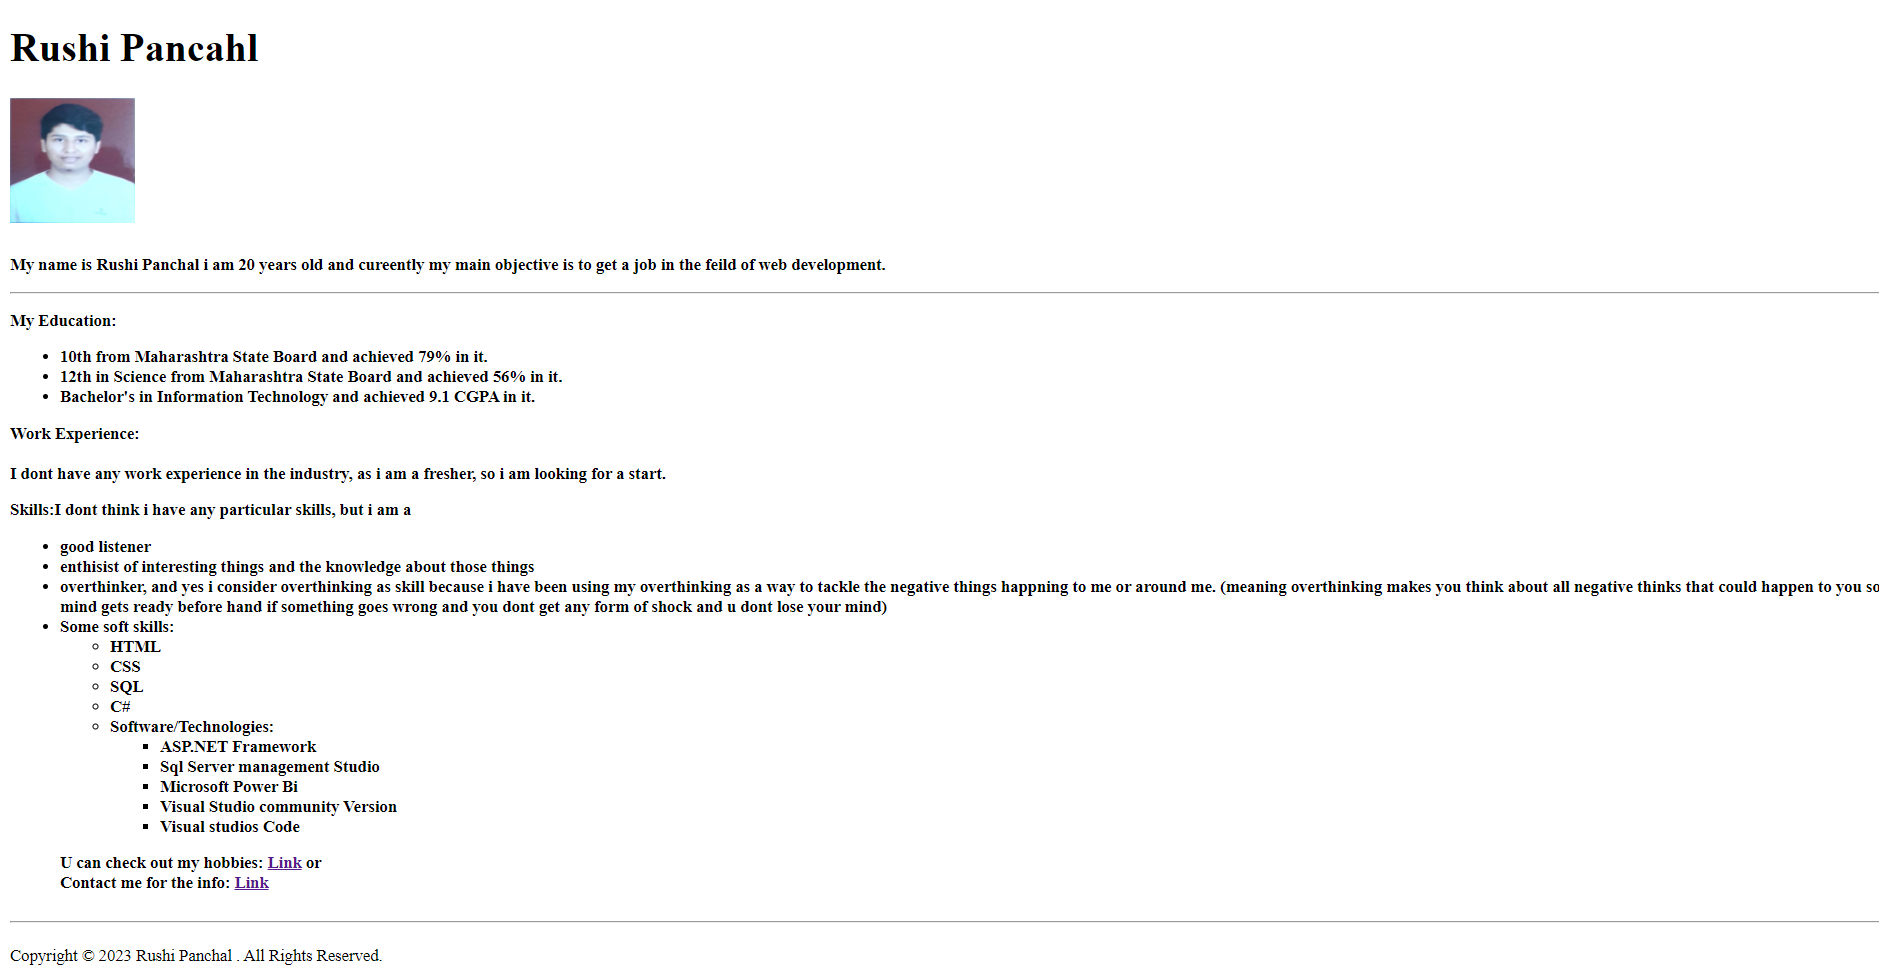 Rushi Pancahl
My name is Rushi Panchal i am 20 years old and cureently my main objective is to get a job in the feild of web development.
My Education:
10th from Maharashtra State Board and achieved 79% in it.
12th in Science from Maharashtra State Board and achieved 56% in it.
Bachelor's in Information Technology and achieved 9.1 CGPA in it.
Work Experience:
I dont have any work experience in the industry, as i am a fresher, so i am looking for a start.
Skills:I dont think i have any particular skills, but i am a
good listener
enthisist of interesting things and the knowledge about those things
overthinker, and yes i consider overthinking as skill because i have been using my overthinking as a way to tackle the negative things happning to me or around me. (meaning overthinking makes you think about all negative thinks that could happen to you so
mind gets ready before hand if something goes wrong and you dont get any form of shock and u dont lose your mind)
Some soft skills:
HTML
CSS
SQL
C#
Software/Technologies:
ASP.NET Framework
Sql Server management Studio
Microsoft Power Bi
Visual Studio community Version
Visual studios Code
U can check out my hobbies: Link or
Contact me for the info: Link
Copyright © 2023 Rushi Panchal . All Rights Reserved.